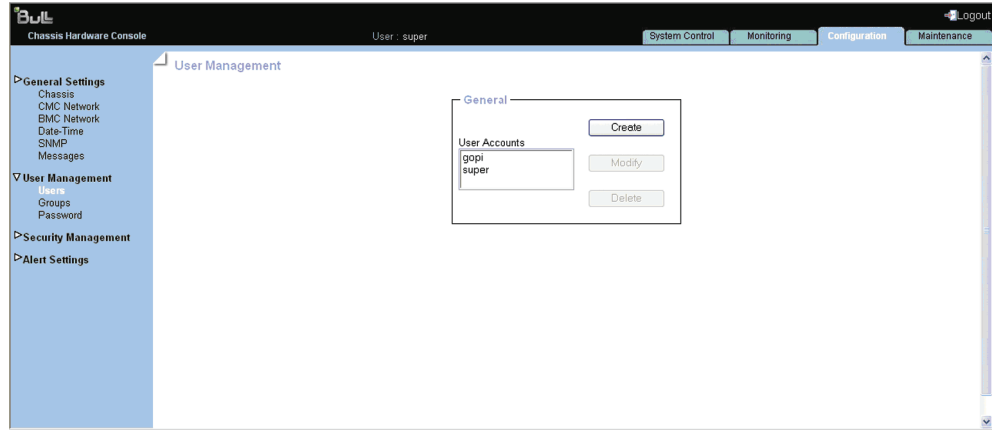 Bull
Logout
Chassis Hardware Console
User : super
System Control
Monitoring
Configuration
Maintenance
General Settings
Chassis
CMC Network
BMC Network
Date-Time
SNMP
Messages
User Management
Users
Groups
Password
Security Management
Alert Settings
User Management
General
User Accounts
gopi
super
Create
Modify
Delete